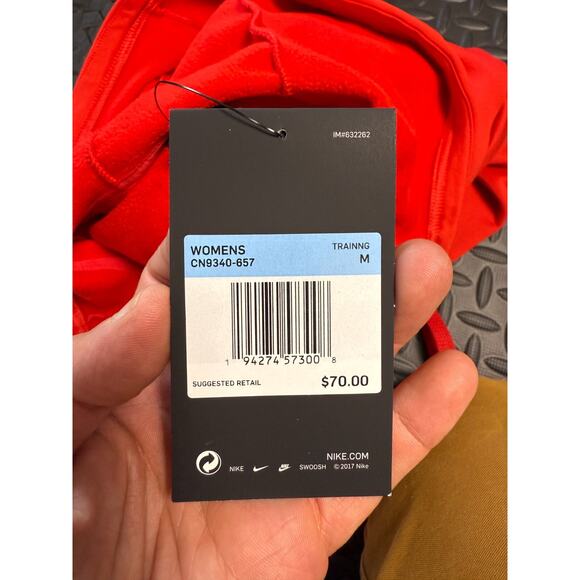 IM#632262
WOMENS TRAINNG
CN9340-657 M
1 94274 57300 8
SUGGESTED RETAIL $70.00
NIKE.COM
NIKE SWOOSH © 2017 Nike